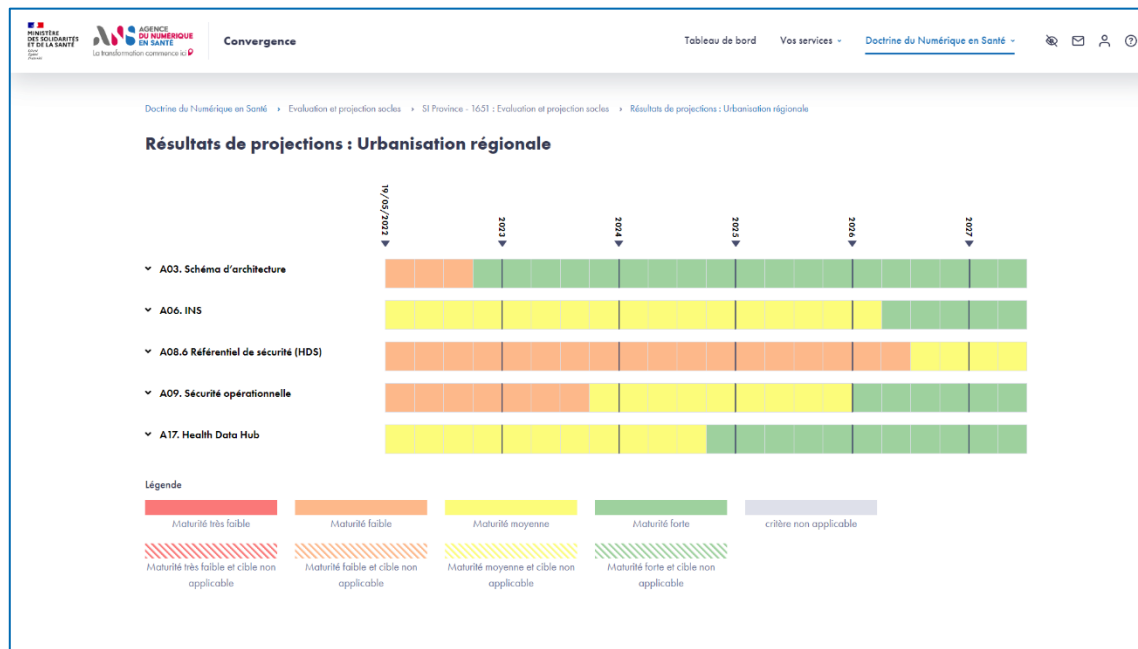 MINISTÈRE
DES SOLIDARITÉS
ET DE LA SANTÉ
Liberté
Égalité
Fraternité
AGENCE
DU NUMÉRIQUE
EN SANTÉ
La transformation commence ici
Convergence
Tableau de bord
Vos services
Doctrine du Numérique en Santé
Doctrine du Numérique en Santé › Evaluation et projection socles › SI Province - 1651 : Evaluation et projection socles › Résultats de projections : Urbanisation régionale
Résultats de projections : Urbanisation régionale
19/05/2022
2023
2024
2025
2026
2027
A03. Schéma d'architecture
A06. INS
A08.6 Référentiel de sécurité (HDS)
A09. Sécurité opérationnelle
A17. Health Data Hub
Légende
Maturité très faible
Maturité faible
Maturité moyenne
Maturité forte
critère non applicable
Maturité très faible et cible non
applicable
Maturité faible et cible non
applicable
Maturité moyenne et cible non
applicable
Maturité forte et cible non
applicable